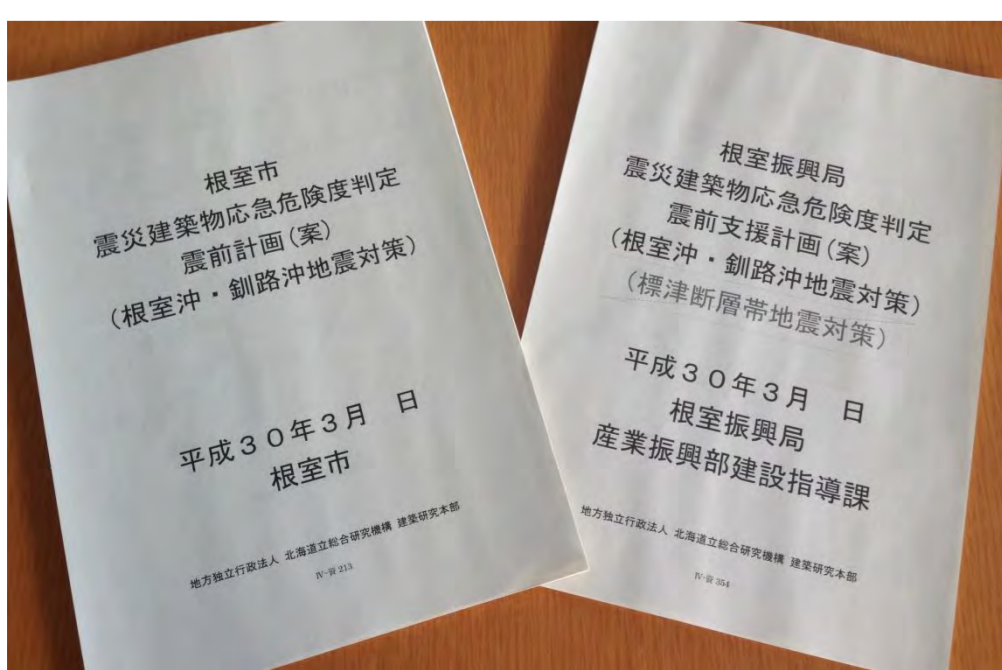 根室市
震災建築物応急危険度判定
震前計画(案)
(根室沖・釧路沖地震対策)
平成30年3月 日
根室市
地方独立行政法人 北海道立総合研究機構 建築研究本部
Ⅳ-資 213
根室振興局
震災建築物応急危険度判定
震前支援計画(案)
(根室沖・釧路沖地震対策)
(標津断層帯地震対策)
平成30年3月 日
根室振興局
産業振興部建設指導課
地方独立行政法人 北海道立総合研究機構 建築研究本部
Ⅳ-資 354